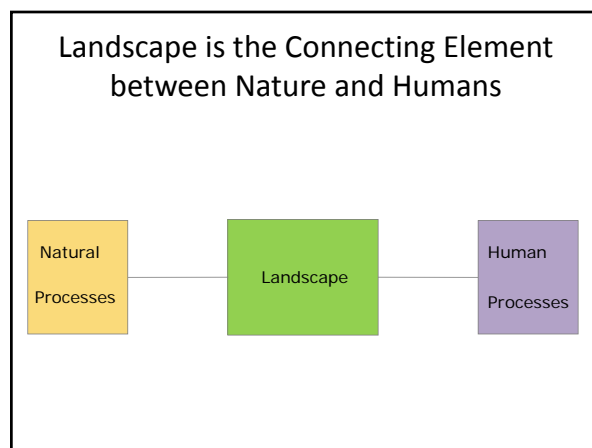 Landscape is the Connecting Element
between Nature and Humans
Natural
Processes
Landscape
Human
Processes